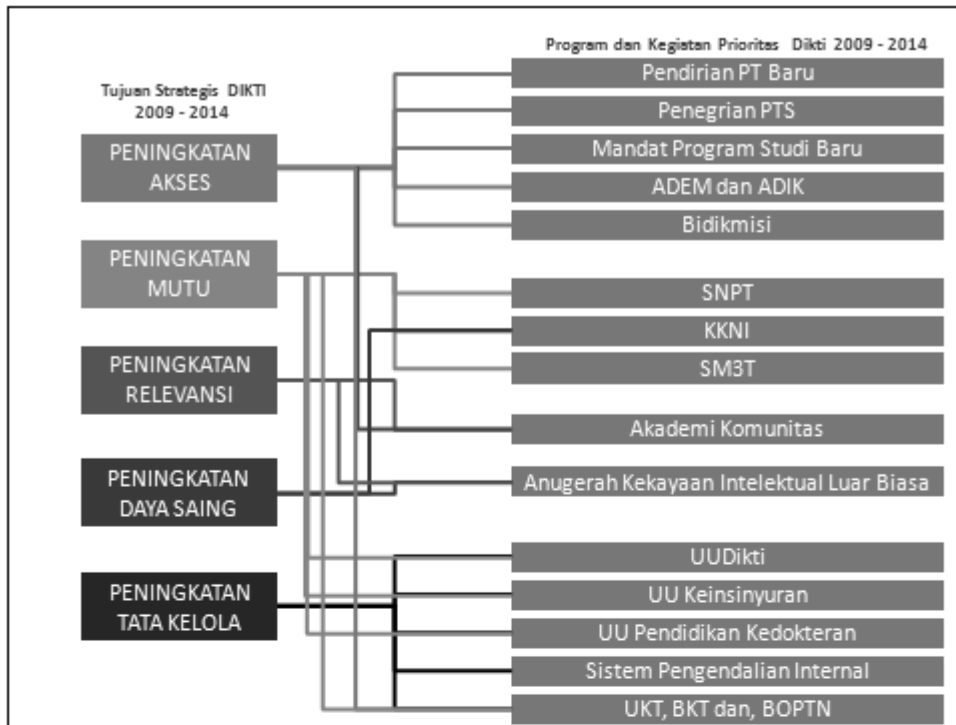 Tujuan Strategis DIKTI
2009 - 2014
PENINGKATAN
AKSES
PENINGKATAN
MUTU
PENINGKATAN
RELEVANSI
PENINGKATAN
DAYA SAING
PENINGKATAN
TATA KELOLA
Program dan Kegiatan Prioritas Dikti 2009 - 2014
Pendirian PT Baru
Penegrian PTS
Mandat Program Studi Baru
ADEM dan ADIK
Bidikmisi
SNPT
KKNI
SM3T
Akademi Komunitas
Anugerah Kekayaan Intelektual Luar Biasa
UUDikti
UU Keinsinyuran
UU Pendidikan Kedokteran
Sistem Pengendalian Internal
UKT, BKT dan, BOPTN